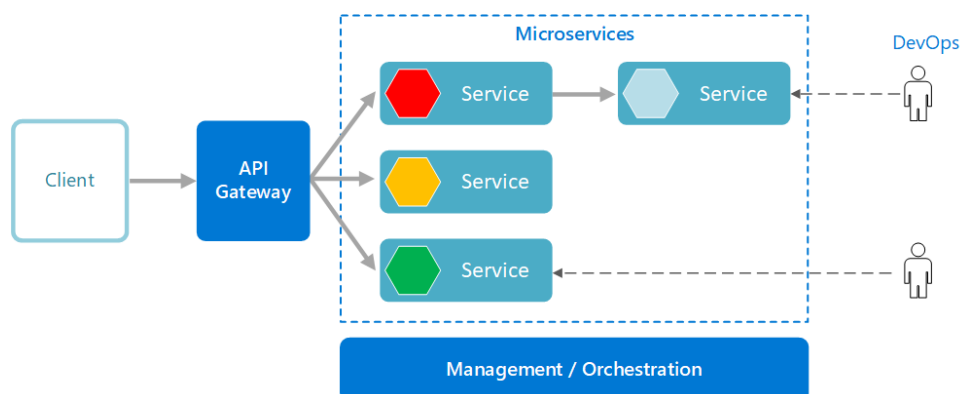 Microservices
DevOps
Service
Service
Client
API
Gateway
Service
Service
Management / Orchestration